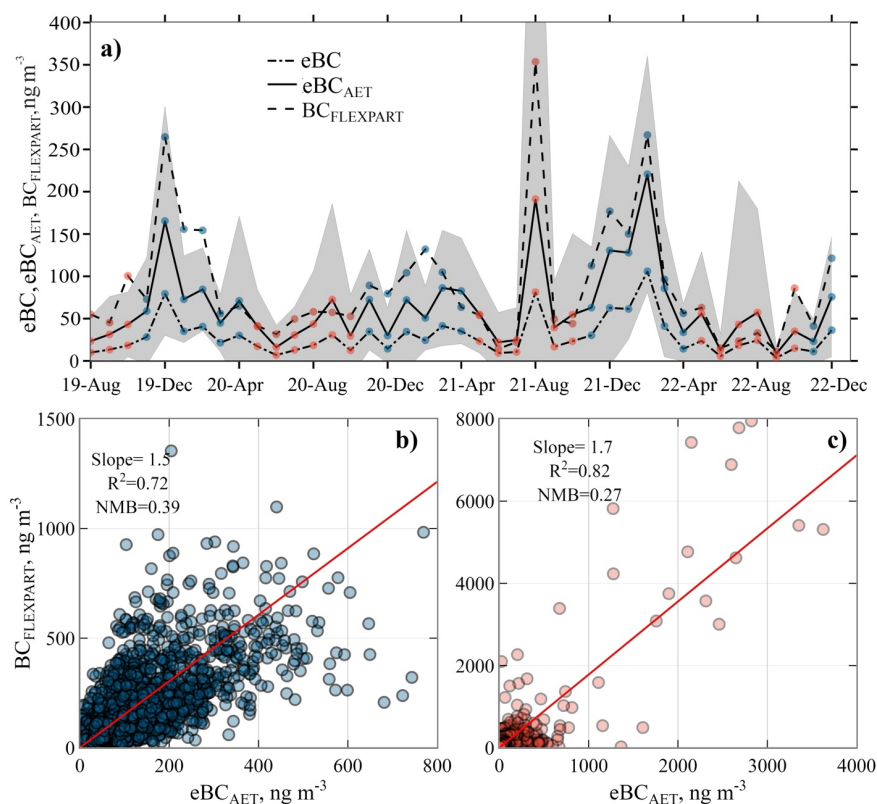 a)
eBC, eBC_AET, BC_FLEXPART, ng m⁻³
400
350
300
250
200
150
100
50
0
eBC
eBC_AET
BC_FLEXPART
19-Aug 19-Dec 20-Apr 20-Aug 20-Dec 21-Apr 21-Aug 21-Dec 22-Apr 22-Aug 22-Dec
b)
BC_FLEXPART, ng m⁻³
1500
1000
500
0
Slope= 1.5
R²=0.72
NMB=0.39
0 200 400 600 800
eBC_AET, ng m⁻³
c)
8000
6000
4000
2000
0
Slope= 1.7
R²=0.82
NMB=0.27
0 1000 2000 3000 4000
eBC_AET, ng m⁻³